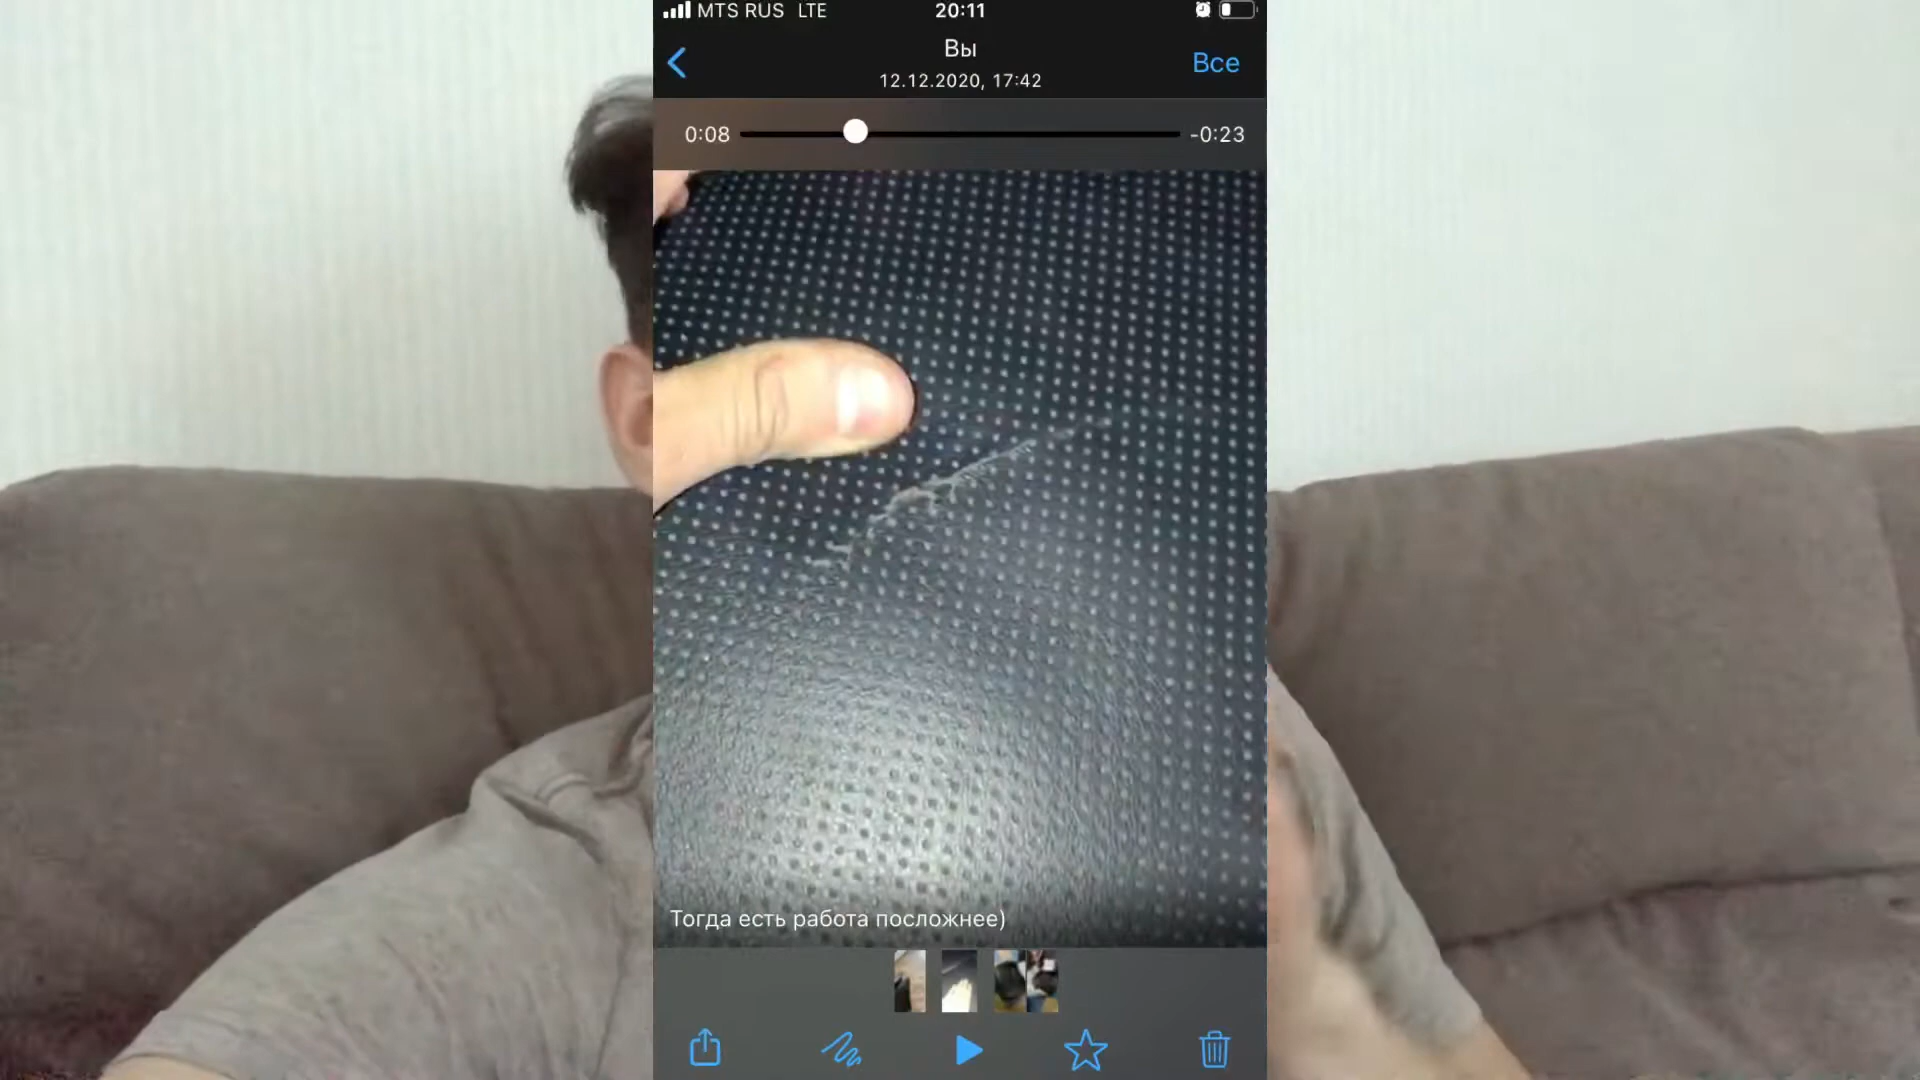 MTS RUS LTE 20:11
Вы
Все
12.12.2020, 17:42
0:08 -0:23
Тогда есть работа посложнее)